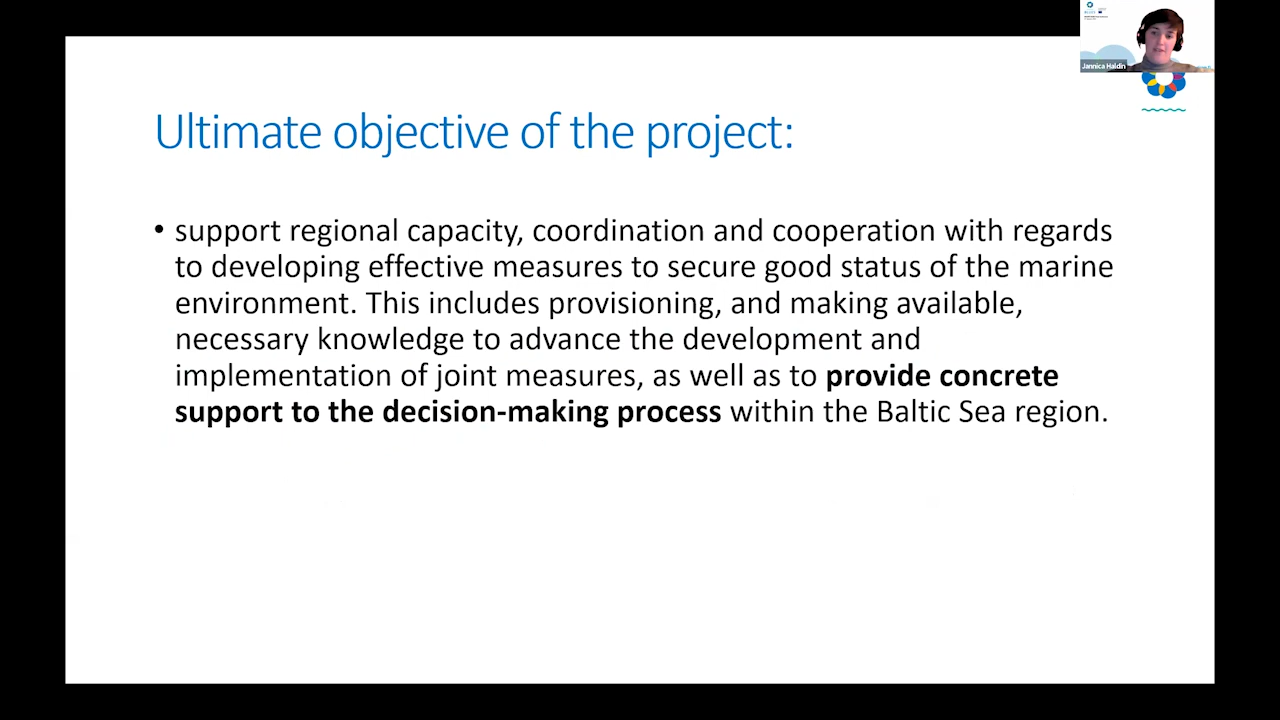 Jannica Haldin
Ultimate objective of the project:
• support regional capacity, coordination and cooperation with regards
to developing effective measures to secure good status of the marine
environment. This includes provisioning, and making available,
necessary knowledge to advance the development and
implementation of joint measures, as well as to provide concrete
support to the decision-making process within the Baltic Sea region.